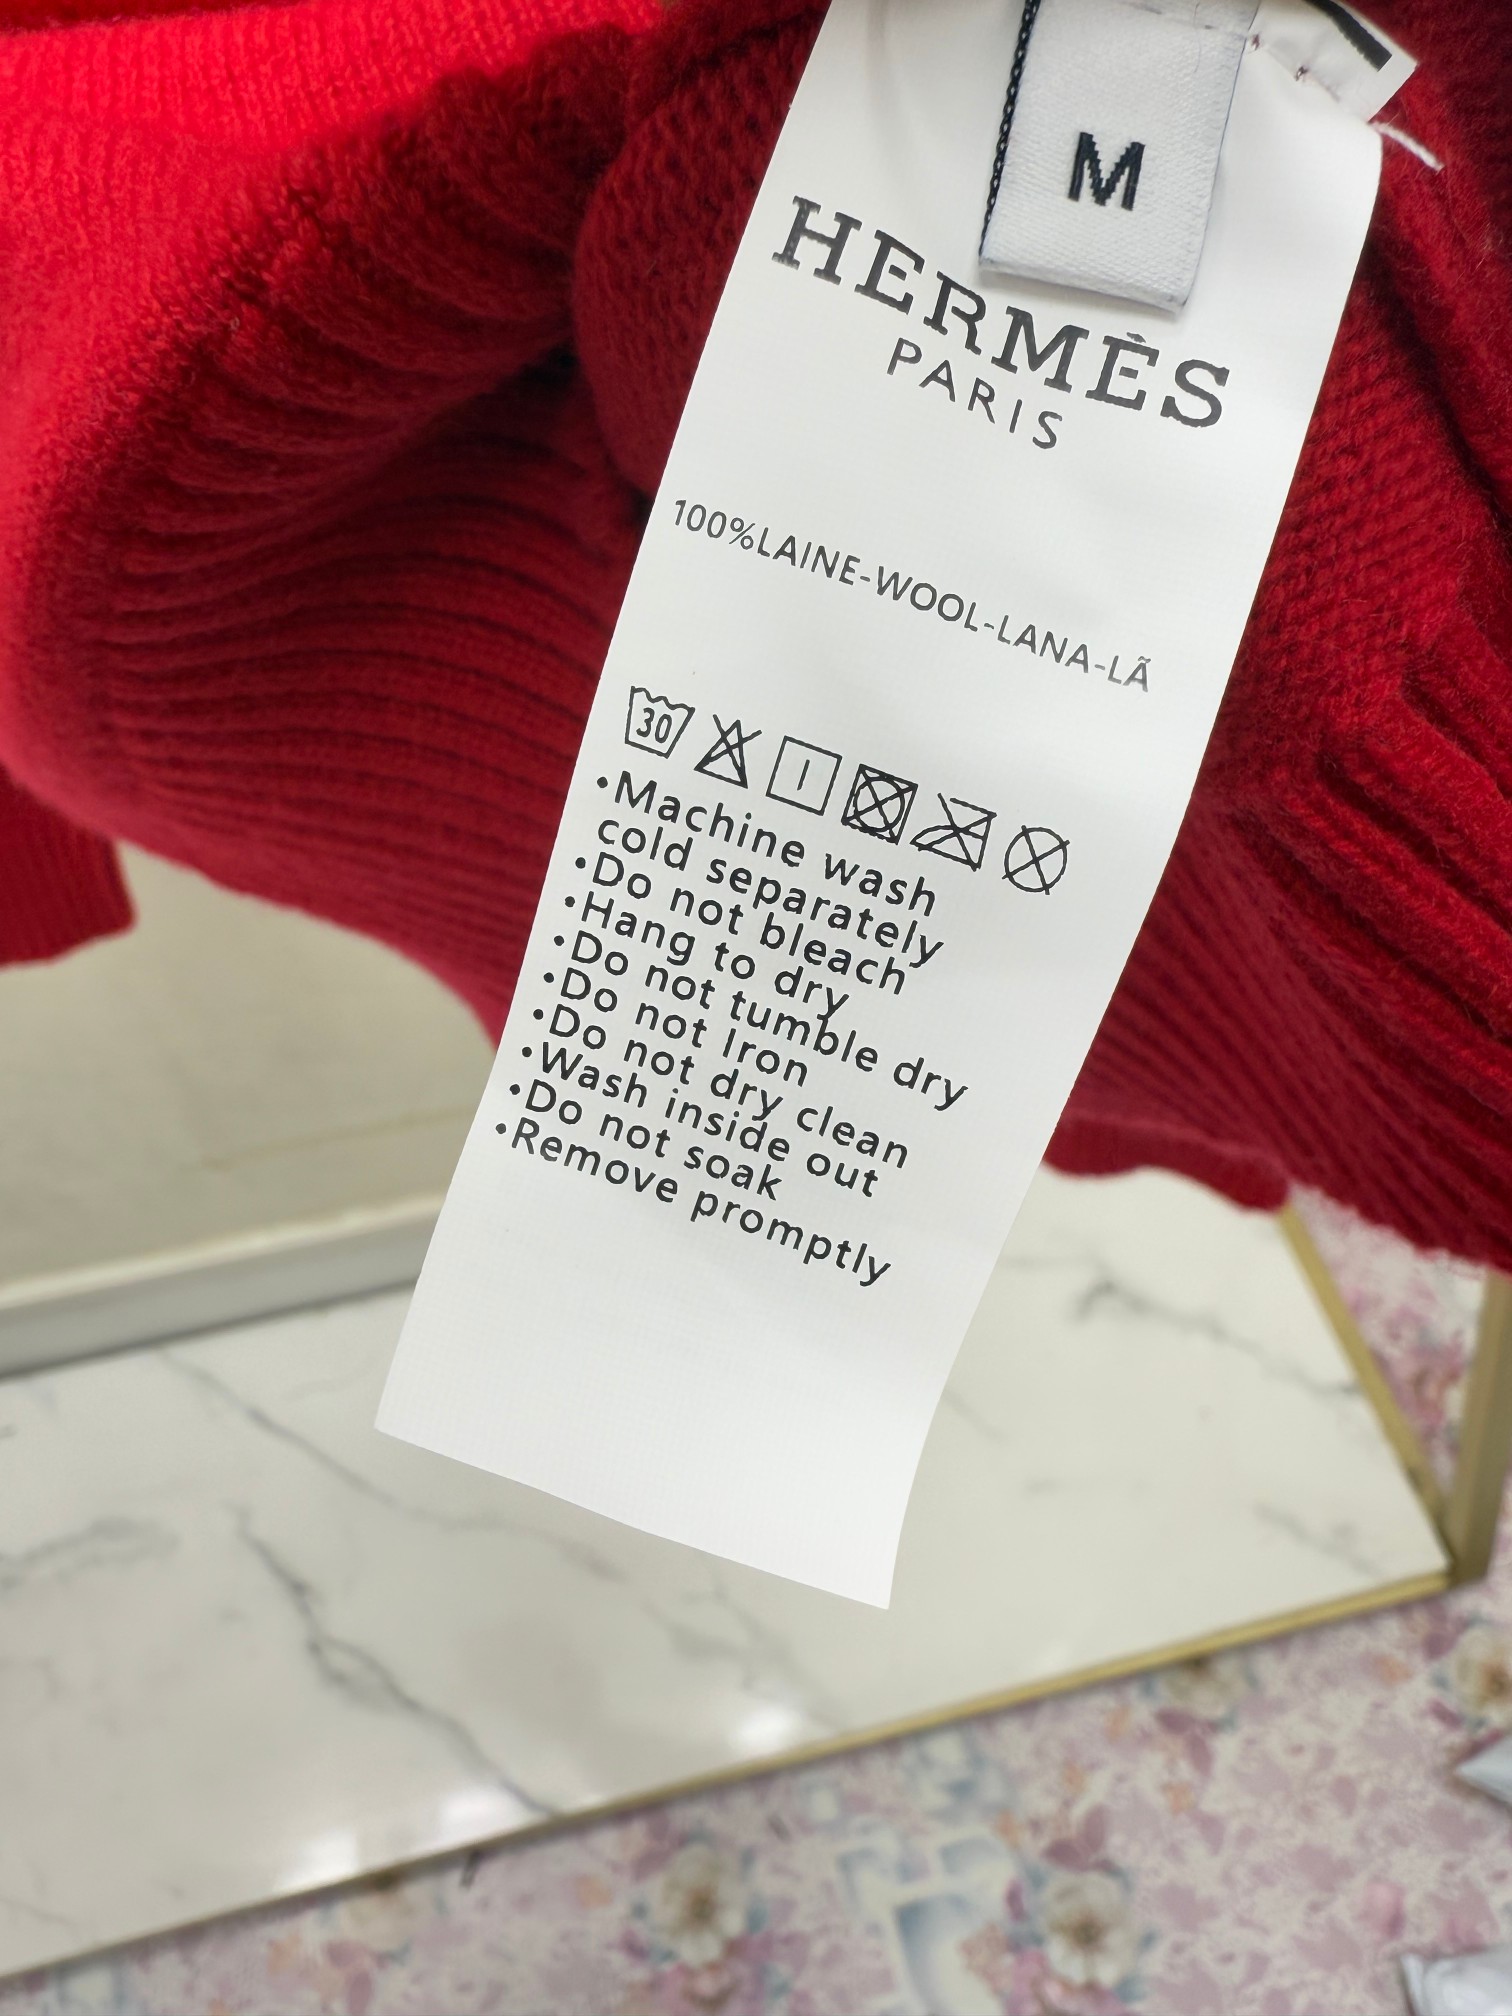 M
HERMÈS
PARIS
100%LAINE-WOOL-LANA-LÃ
30
•Machine wash
cold separately
•Do not bleach
•Hang to dry
•Do not tumble dry
•Do not Iron
•Do not dry clean
•Wash inside out
•Do not soak
•Remove promptly